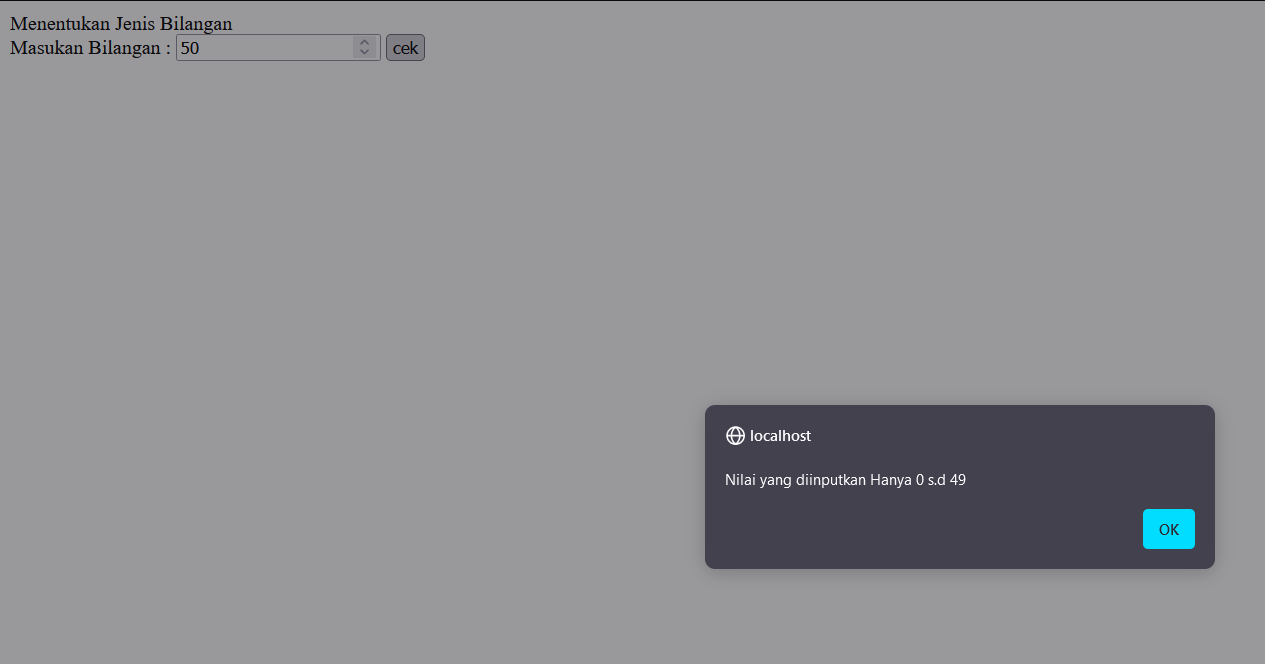 Menentukan Jenis Bilangan
Masukan Bilangan : 50 cek
localhost
Nilai yang diinputkan Hanya 0 s.d 49
OK